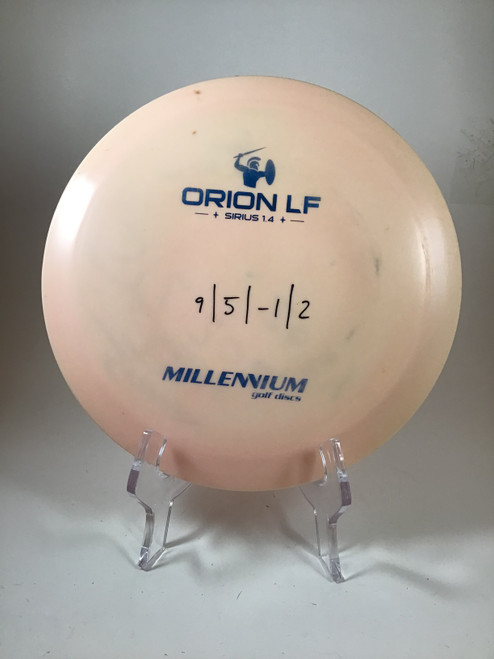 ORION LF
SIRIUS 1.4
9|5|-1|2
MILLENNIUM
golf discs